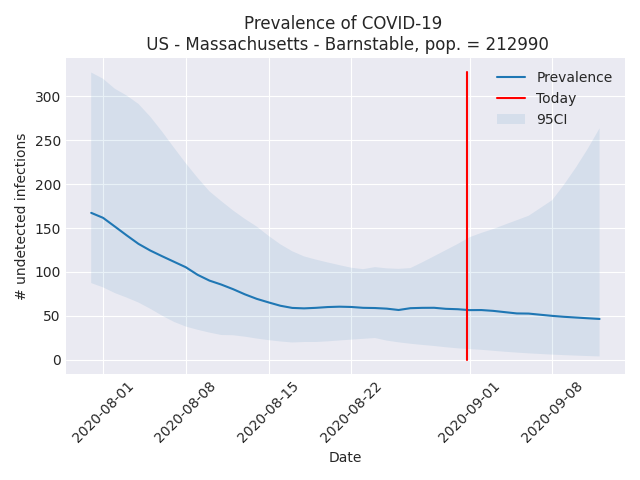 Prevalence of COVID-19
US - Massachusetts - Barnstable, pop. = 212990
Prevalence
Today
95CI
300
250
200
150
100
50
0
# undetected infections
2020-08-01
2020-08-08
2020-08-15
2020-08-22
2020-09-01
2020-09-08
Date